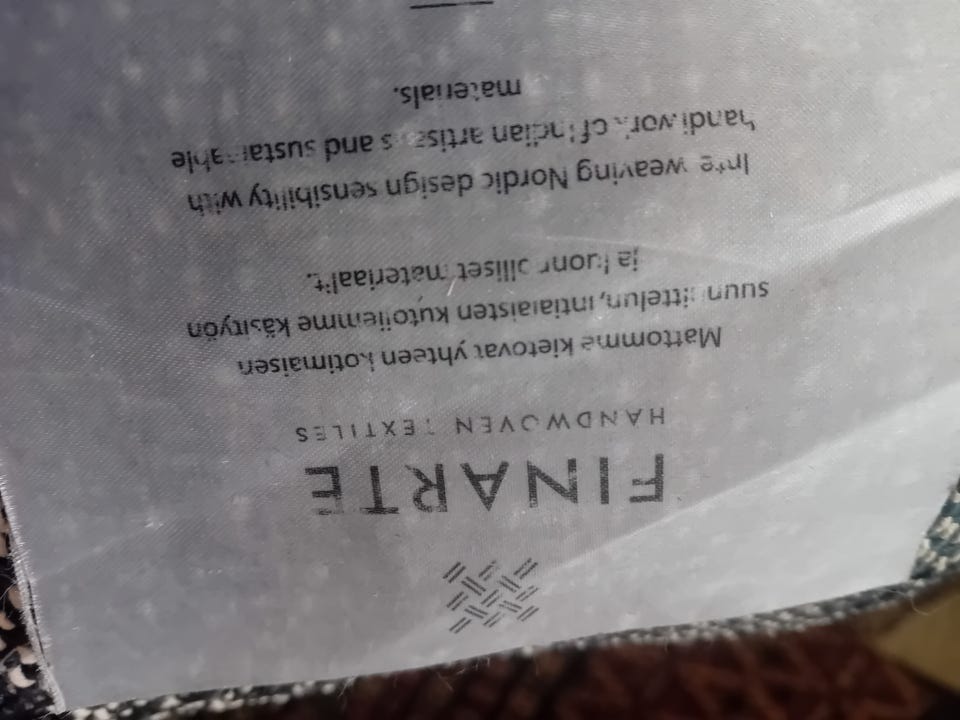 FINARTE
HANDWOVEN TEXTILES
Mattomme kietovat yhteen kotimaisen
suunnittelun, intialaisten kutojiemme käsityön
ja luonnolliset materiaalit.
Interweaving Nordic design sensibility with
handiwork of Indian artisans and sustainable
materials.